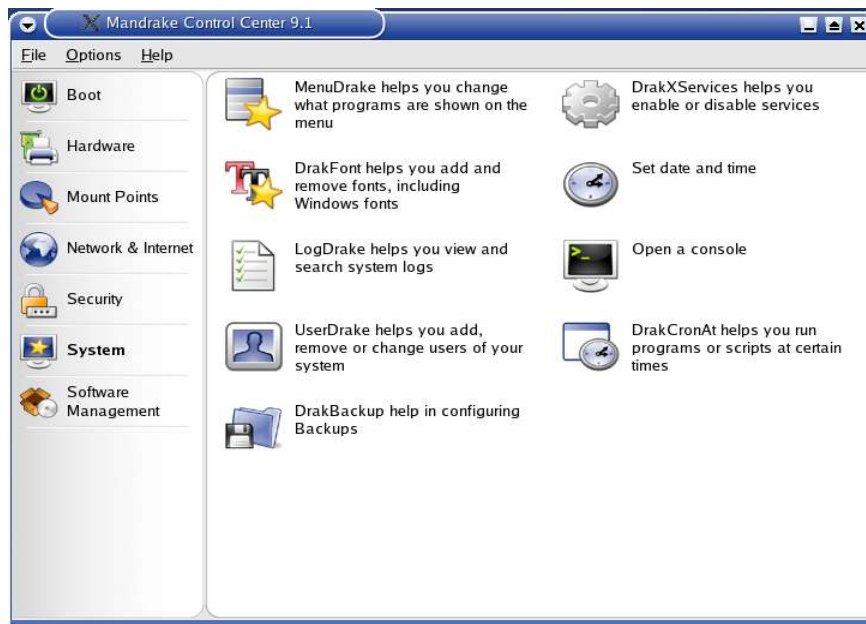 Mandrake Control Center 9.1
File Options Help
Boot
Hardware
Mount Points
Network & Internet
Security
System
Software
Management
MenuDrake helps you change
what programs are shown on the
menu
DrakXServices helps you
enable or disable services
DrakFont helps you add and
remove fonts, including
Windows fonts
Set date and time
LogDrake helps you view and
search system logs
Open a console
UserDrake helps you add,
remove or change users of your
system
DrakCronAt helps you run
programs or scripts at certain
times
DrakBackup help in configuring
Backups